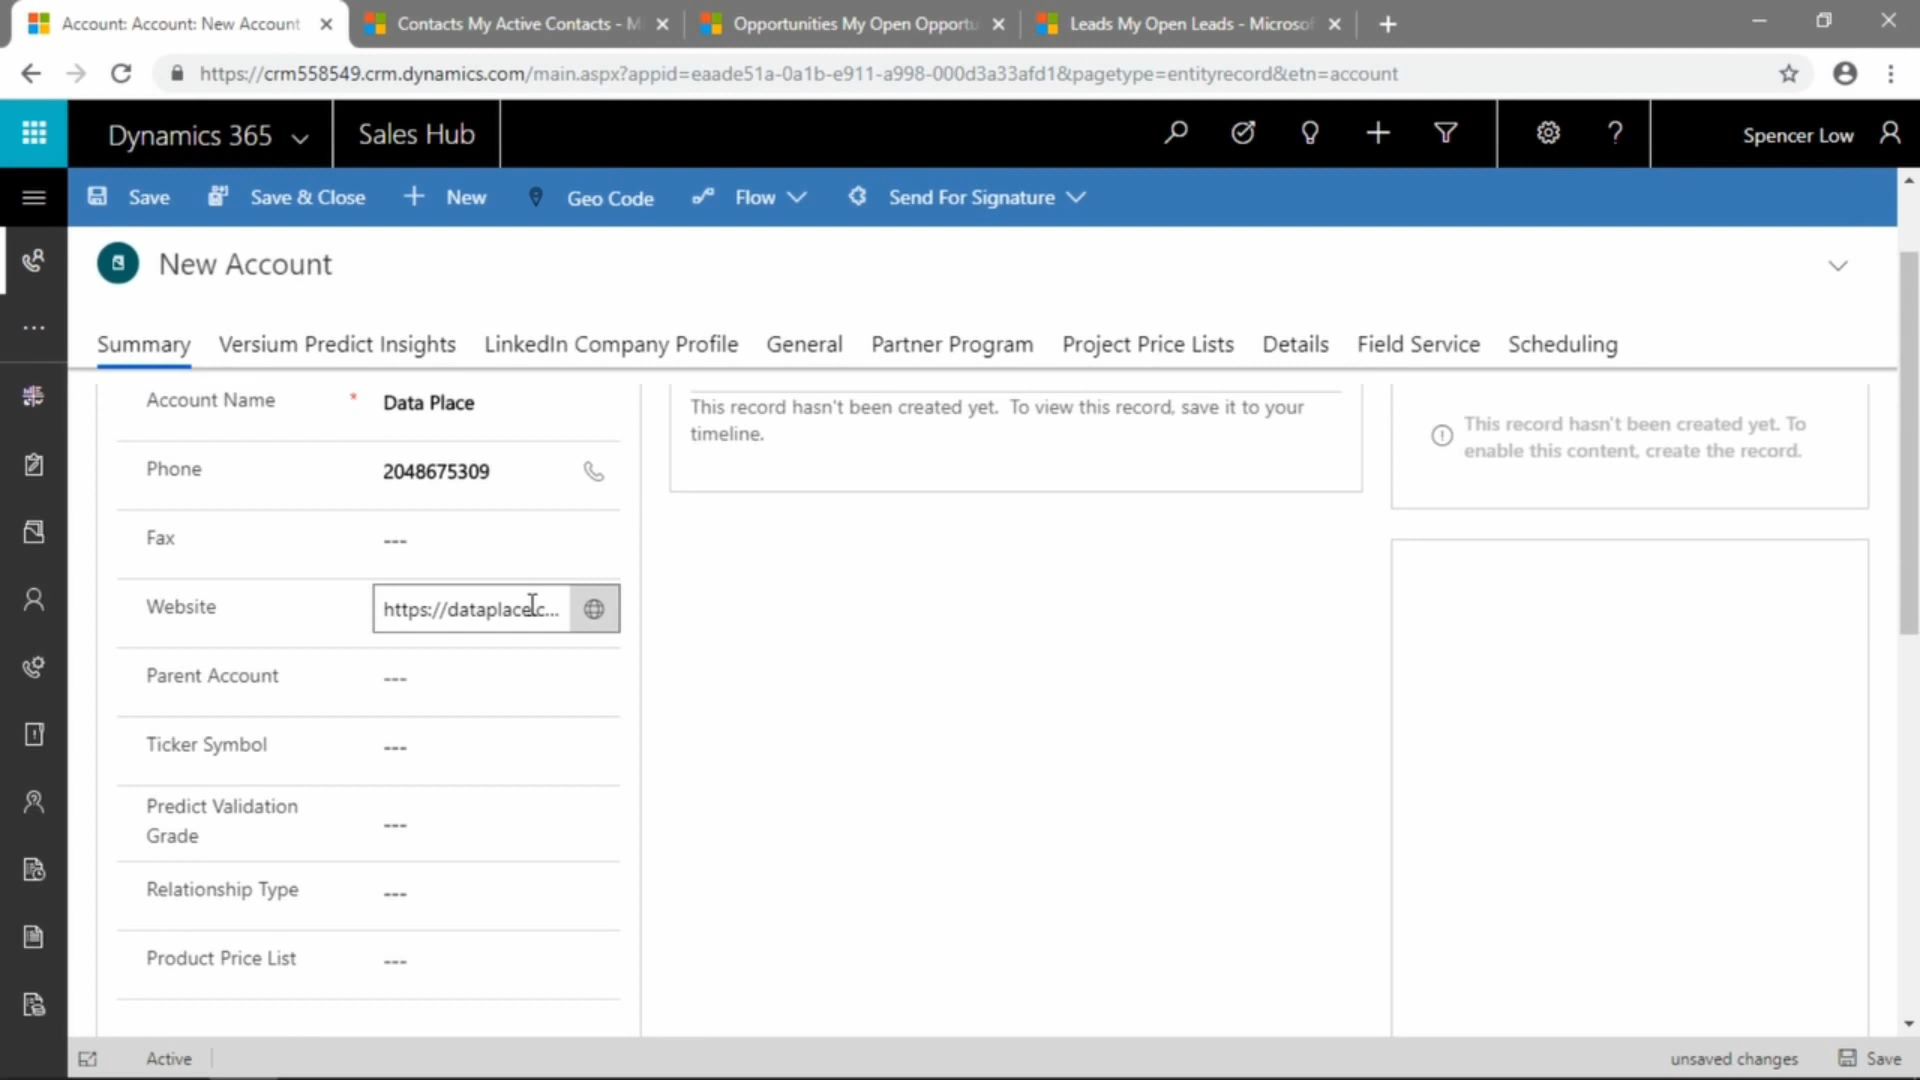 Account: Account: New Account
Contacts My Active Contacts - M
Opportunities My Open Opportu
Leads My Open Leads - Microsof
https://crm558549.crm.dynamics.com/main.aspx?appid=eaade51a-0a1b-e911-a998-000d3a33afd1&pagetype=entityrecord&etn=account
Dynamics 365
Sales Hub
Spencer Low
Save
Save & Close
New
Geo Code
Flow
Send For Signature
New Account
Summary
Versium Predict Insights
LinkedIn Company Profile
General
Partner Program
Project Price Lists
Details
Field Service
Scheduling
Account Name * Data Place
Phone 2048675309
Fax ---
Website https://dataplace.c...
Parent Account ---
Ticker Symbol ---
Predict Validation
Grade ---
Relationship Type ---
Product Price List ---
This record hasn't been created yet. To view this record, save it to your
timeline.
This record hasn't been created yet. To
enable this content, create the record.
Active
unsaved changes
Save